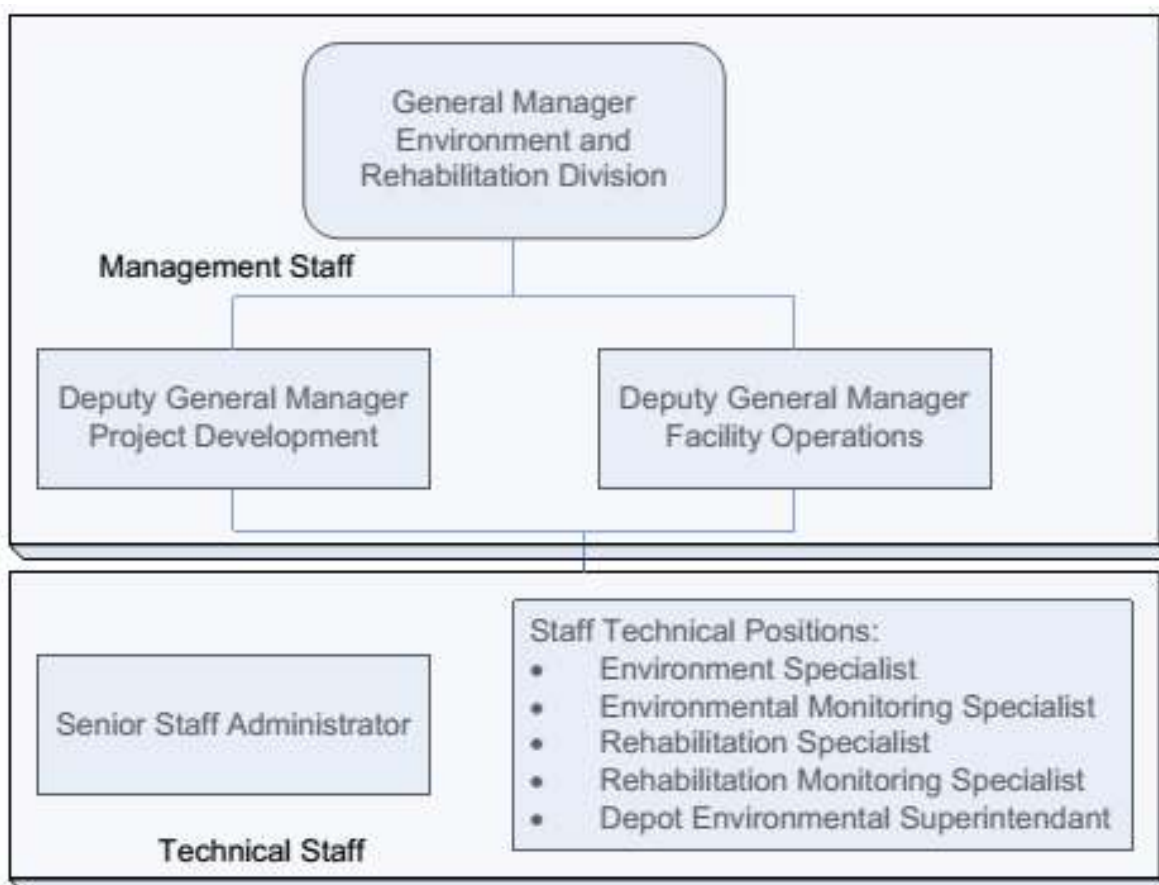 General Manager
Environment and
Rehabilitation Division
Management Staff
Deputy General Manager
Project Development
Deputy General Manager
Facility Operations
Senior Staff Administrator
Staff Technical Positions:
• Environment Specialist
• Environmental Monitoring Specialist
• Rehabilitation Specialist
• Rehabilitation Monitoring Specialist
• Depot Environmental Superintendant
Technical Staff